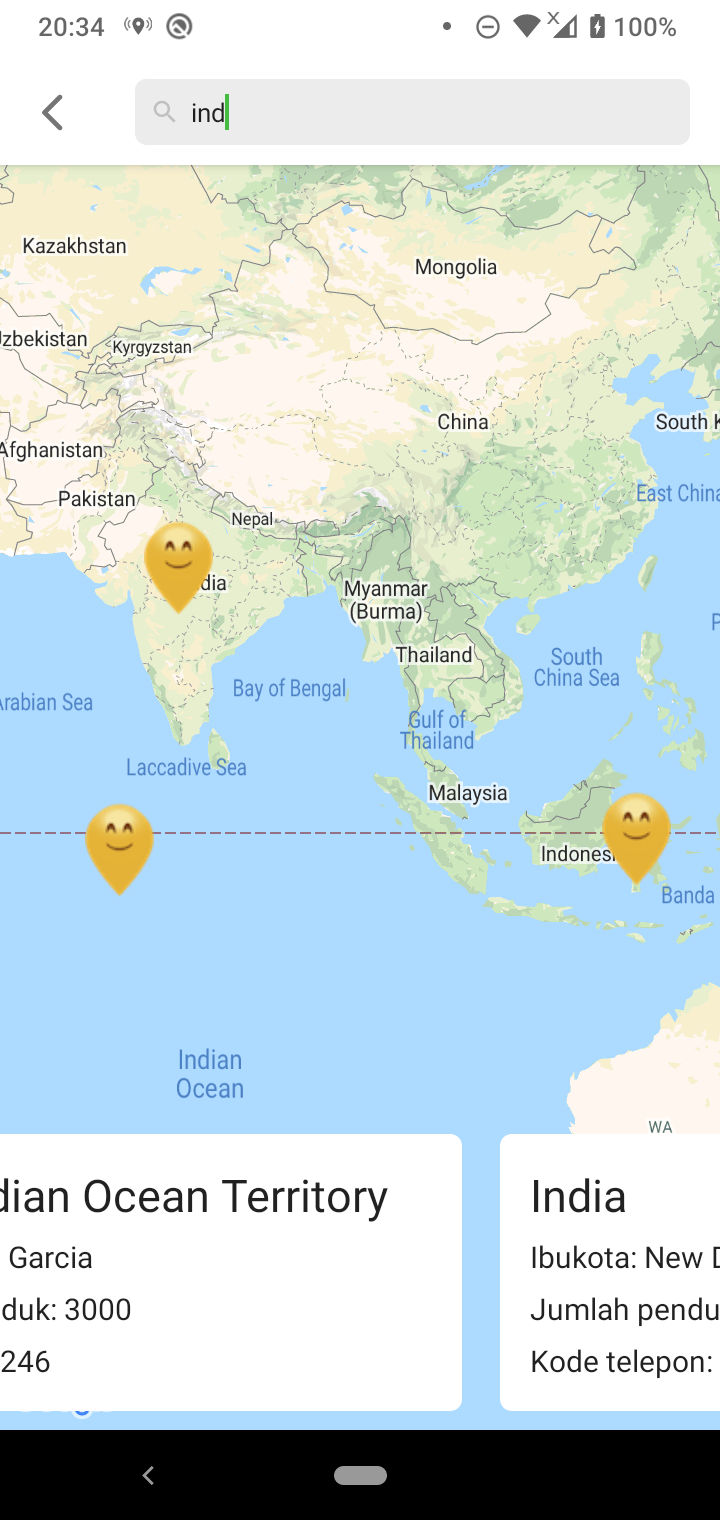 20:34
X
100%
ind
Kazakhstan
Mongolia
Uzbekistan
Kyrgyzstan
China
South K
Afghanistan
East China
Pakistan
Nepal
dia
Myanmar
(Burma)
Thailand
South
China Sea
P
Arabian Sea
Bay of Bengal
Gulf of
Thailand
Laccadive Sea
Malaysia
Indones
Banda
Indian
Ocean
WA
dian Ocean Territory
Garcia
duk: 3000
246
India
Ibukota: New D
Jumlah pendu
Kode telepon: